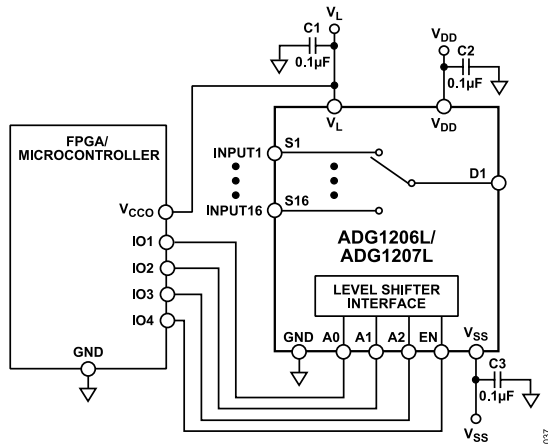 VL
C1
0.1µF
VDD
C2
0.1µF
VL
VDD
FPGA/
MICROCONTROLLER
INPUT1
S1
D1
INPUT16
S16
VCCO
IO1
IO2
IO3
IO4
GND
ADG1206L/
ADG1207L
LEVEL SHIFTER
INTERFACE
GND
A0
A1
A2
EN
VSS
C3
0.1µF
VSS
037